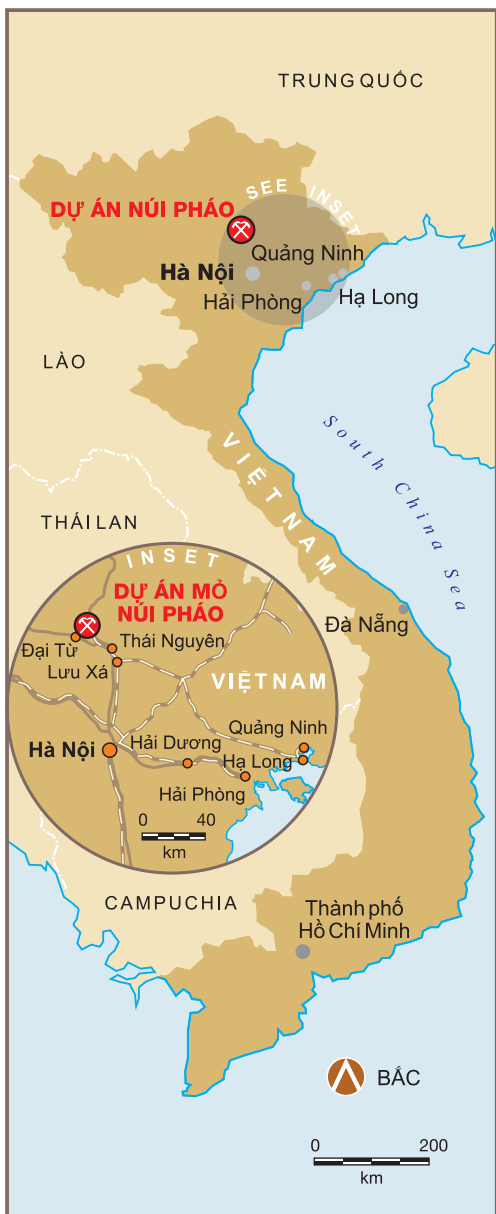 TRUNG QUỐC
SEE INSET
DỰ ÁN NÚI PHÁO
Quảng Ninh
Hà Nội
Hải Phòng
Hạ Long
LÀO
South China Sea
VIỆT NAM
THÁI LAN
INSET
DỰ ÁN MỎ
NÚI PHÁO
Đại Từ
Thái Nguyên
Lưu Xá
VIỆT NAM
Quảng Ninh
Hà Nội
Hải Dương
Hạ Long
Hải Phòng
0 40
km
Đà Nẵng
CAMPUCHIA
Thành phố
Hồ Chí Minh
BẮC
0 200
km